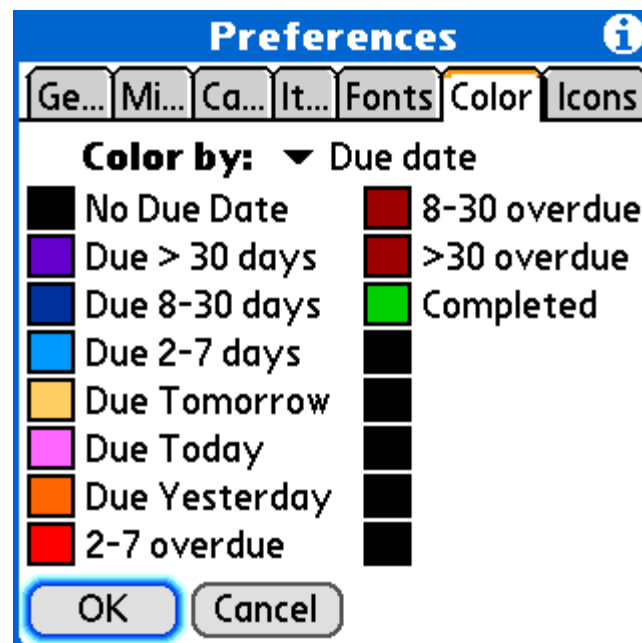 Preferences
Ge... Mi... Ca... It... Fonts Color Icons
Color by: Due date
No Due Date
Due > 30 days
Due 8-30 days
Due 2-7 days
Due Tomorrow
Due Today
Due Yesterday
2-7 overdue
8-30 overdue
>30 overdue
Completed
OK Cancel